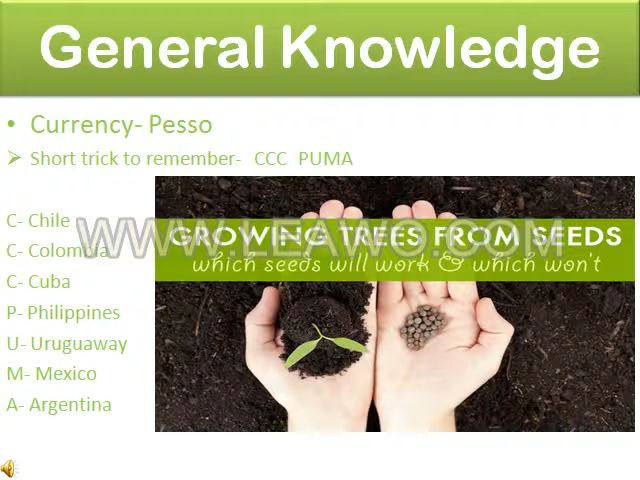 General Knowledge
• Currency- Pesso
➢ Short trick to remember- CCC PUMA
C- Chile
C- Colombia
C- Cuba
P- Philippines
U- Uruguaway
M- Mexico
A- Argentina
GROWING TREES FROM SEEDS
which seeds will work & which won't
WWW.LEAWO.COM